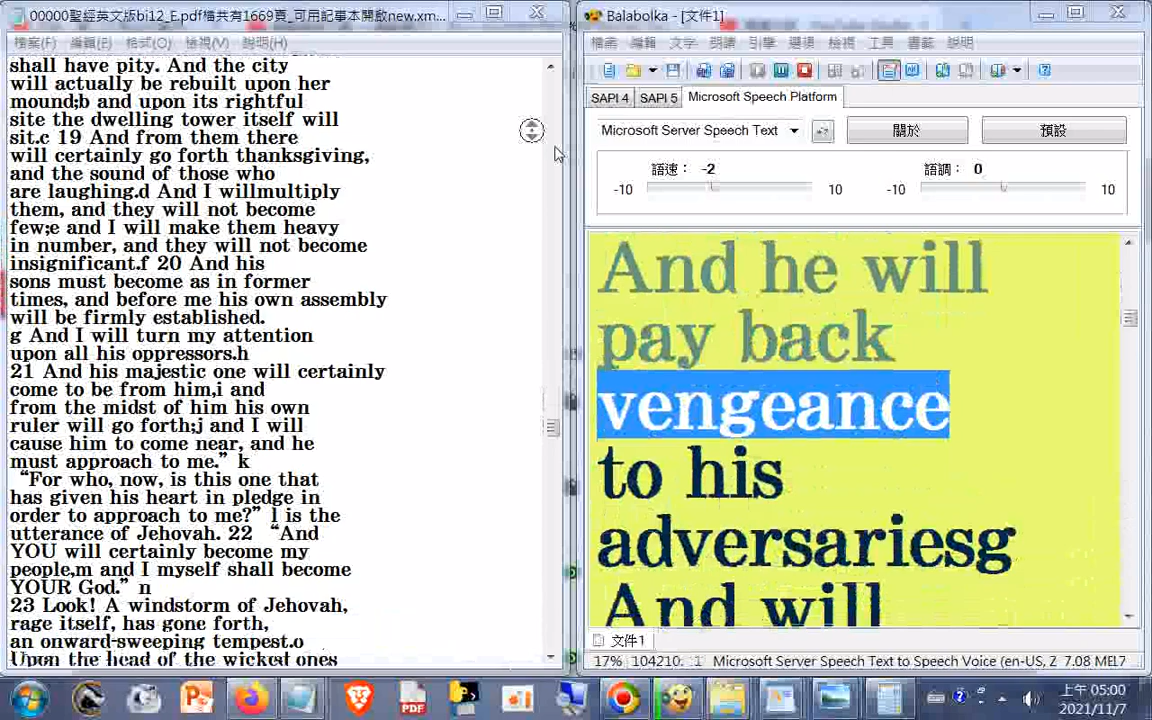 00000聖經英文版bi12_E.pdf檔共有1669頁_可用記事本開啟new.xm...
檔案(F) 編輯(E) 格式(O) 檢視(V) 說明(H)
shall have pity. And the city
will actually be rebuilt upon her
mound;b and upon its rightful
site the dwelling tower itself will
sit.c 19 And from them there
will certainly go forth thanksgiving,
and the sound of those who
are laughing.d And I willmultiply
them, and they will not become
few;e and I will make them heavy
in number, and they will not become
insignificant.f 20 And his
sons must become as in former
times, and before me his own assembly
will be firmly established.
g And I will turn my attention
upon all his oppressors.h
21 And his majestic one will certainly
come to be from him,i and
from the midst of him his own
ruler will go forth;j and I will
cause him to come near, and he
must approach to me.” k
“For who, now, is this one that
has given his heart in pledge in
order to approach to me?” l is the
utterance of Jehovah. 22 “And
YOU will certainly become my
people,m and I myself shall become
YOUR God.” n
23 Look! A windstorm of Jehovah,
rage itself, has gone forth,
an onward-sweeping tempest.o
Upon the head of the wicked ones
Balabolka - [文件1]
檔案 編輯 文字 朗讀 引擎 選項 檢視 工具 書籤 說明
SAPI 4 SAPI 5 Microsoft Speech Platform
Microsoft Server Speech Text 關於 預設
語速： -2 語調： 0
-10 10 -10 10
And he will
pay back
vengeance
to his
adversariesg
And will
文件1
17% 104210. Microsoft Server Speech Text to Speech Voice (en-US, Z 7.08 MB
上午 05:00
2021/11/7